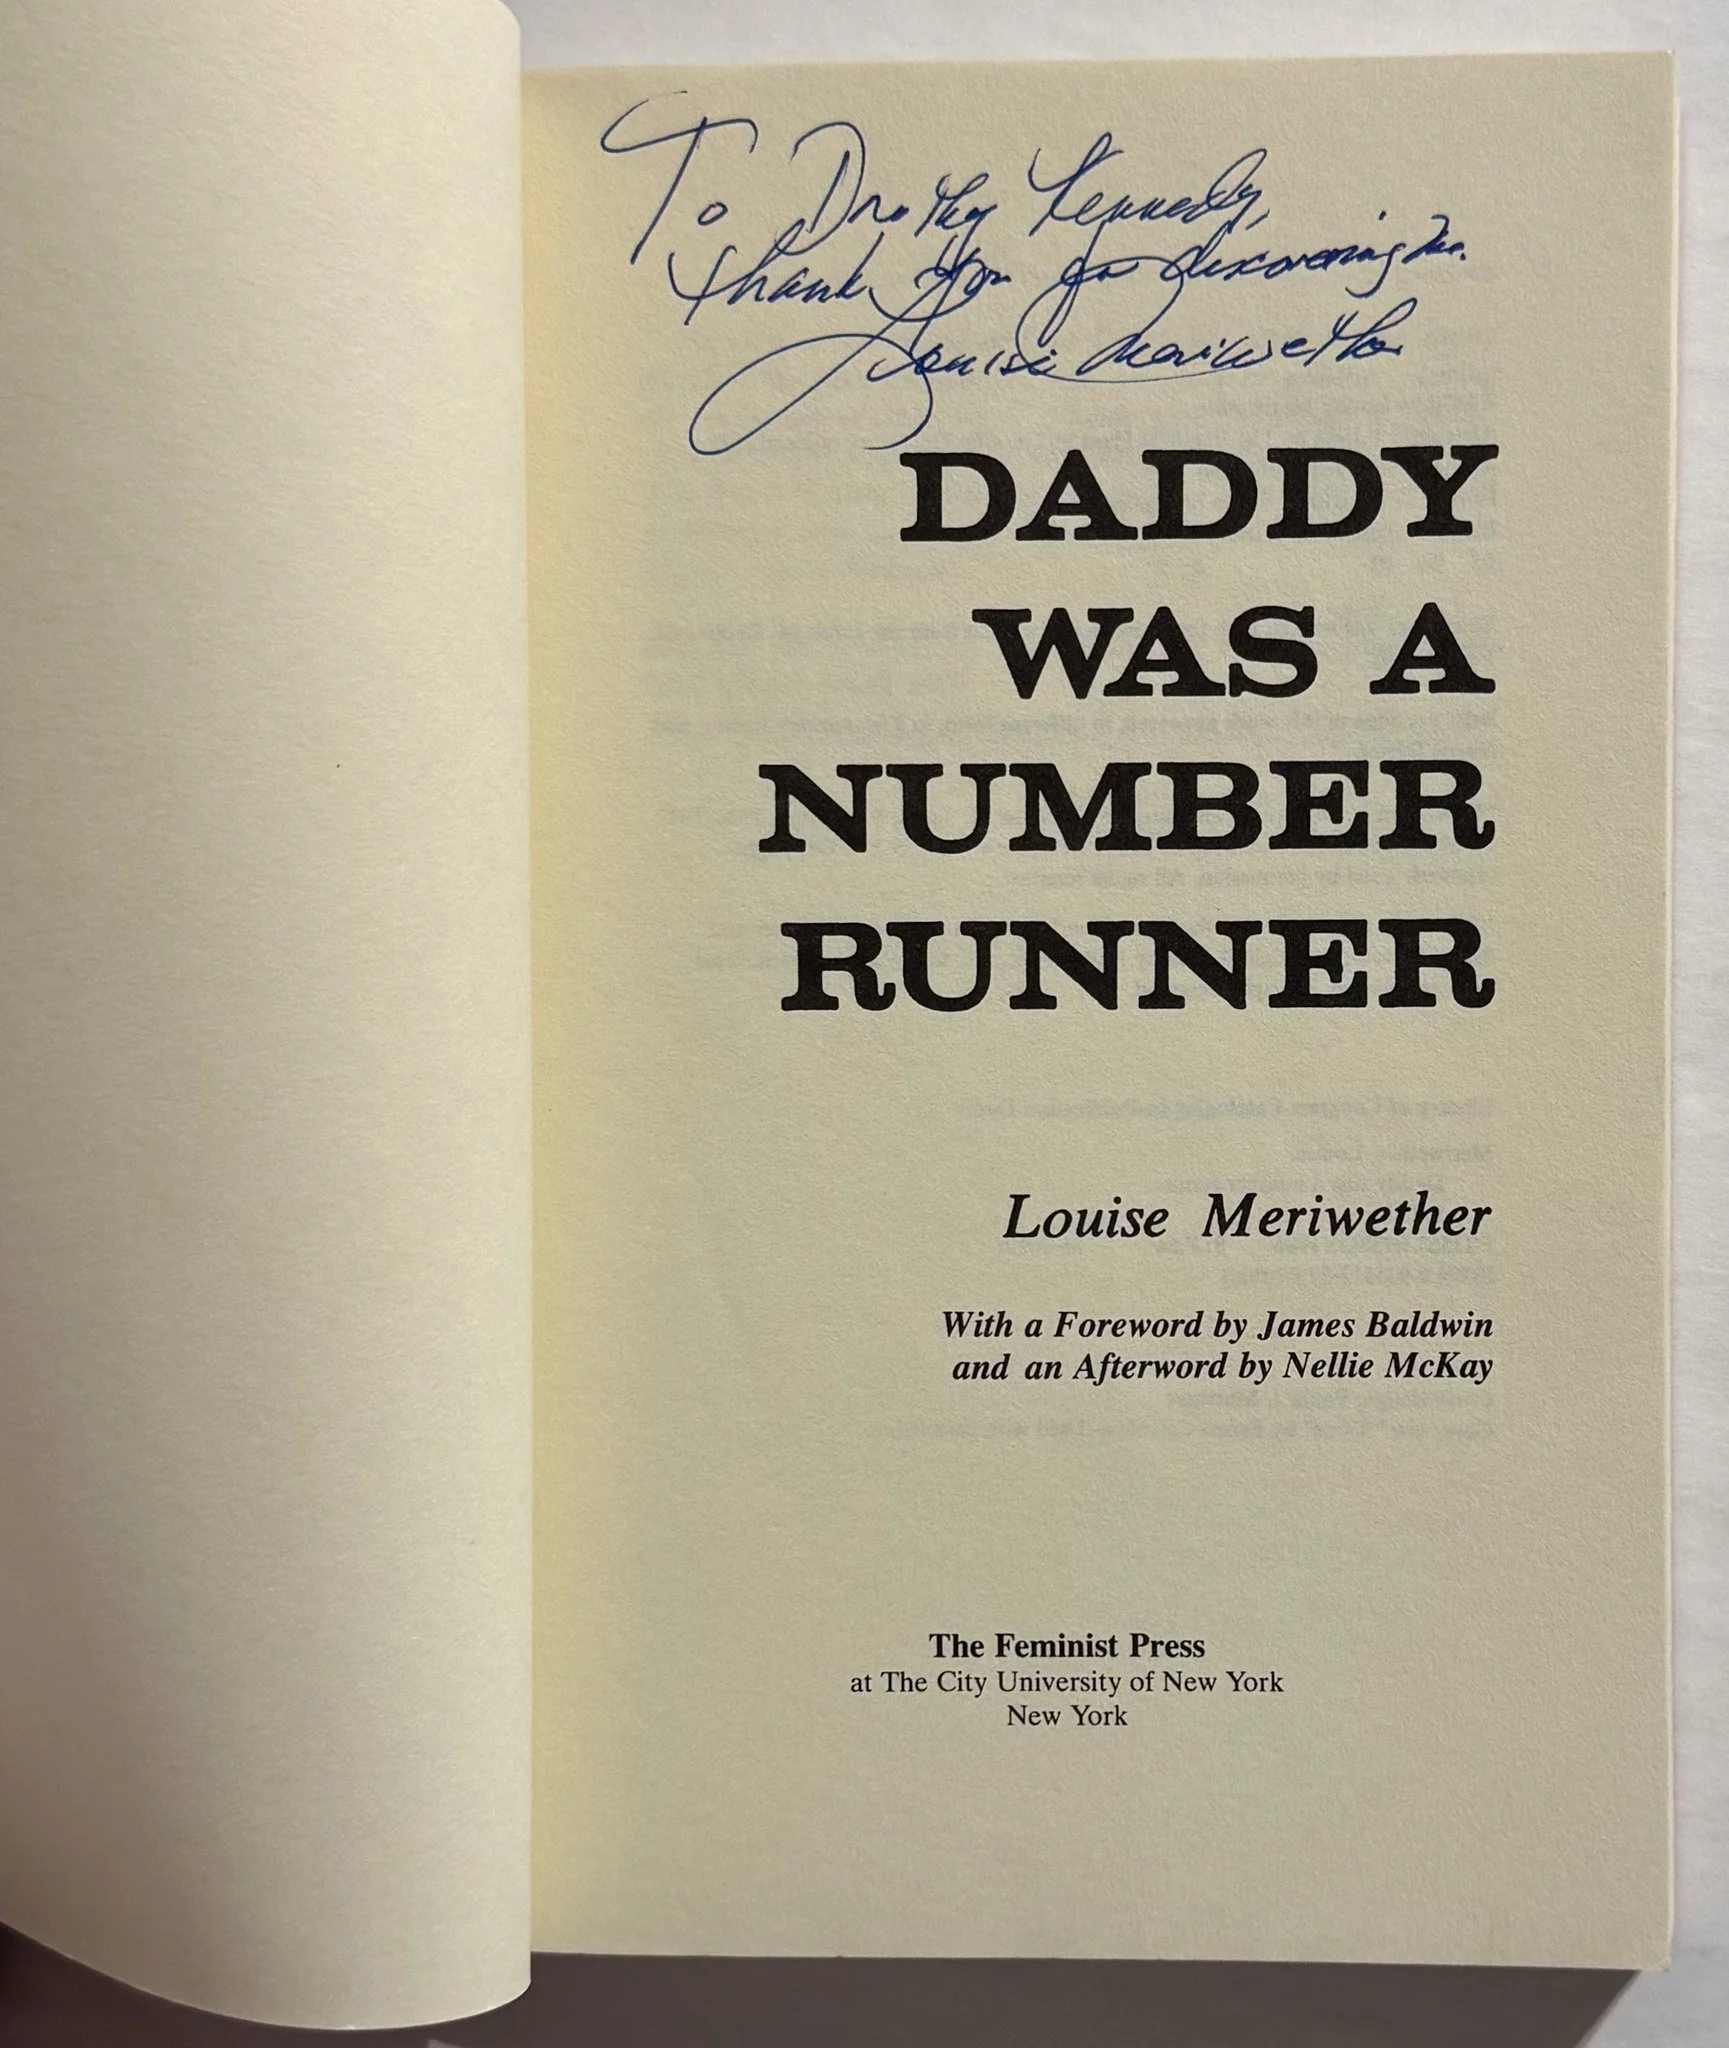 To Dorothy Kennedy,
Thank you for discovering me.
Louise Meriwether
DADDY
WAS A
NUMBER
RUNNER
Louise Meriwether
With a Foreword by James Baldwin
and an Afterword by Nellie McKay
The Feminist Press
at The City University of New York
New York